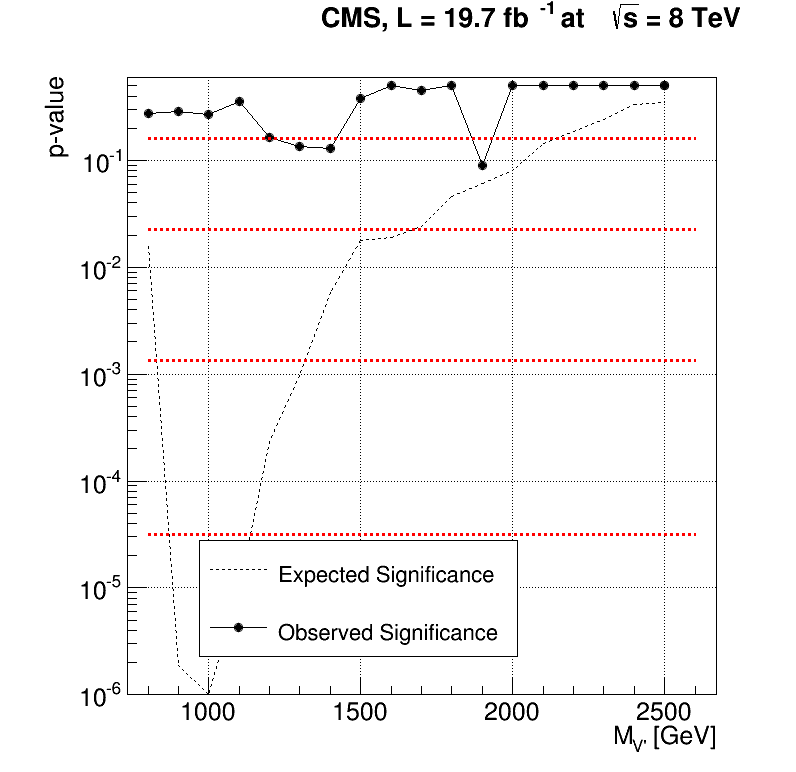 CMS, L = 19.7 fb -1 at √s = 8 TeV
p-value
10-1
10-2
10-3
10-4
10-5
10-6
Expected Significance
Observed Significance
1000 1500 2000 2500
MV' [GeV]